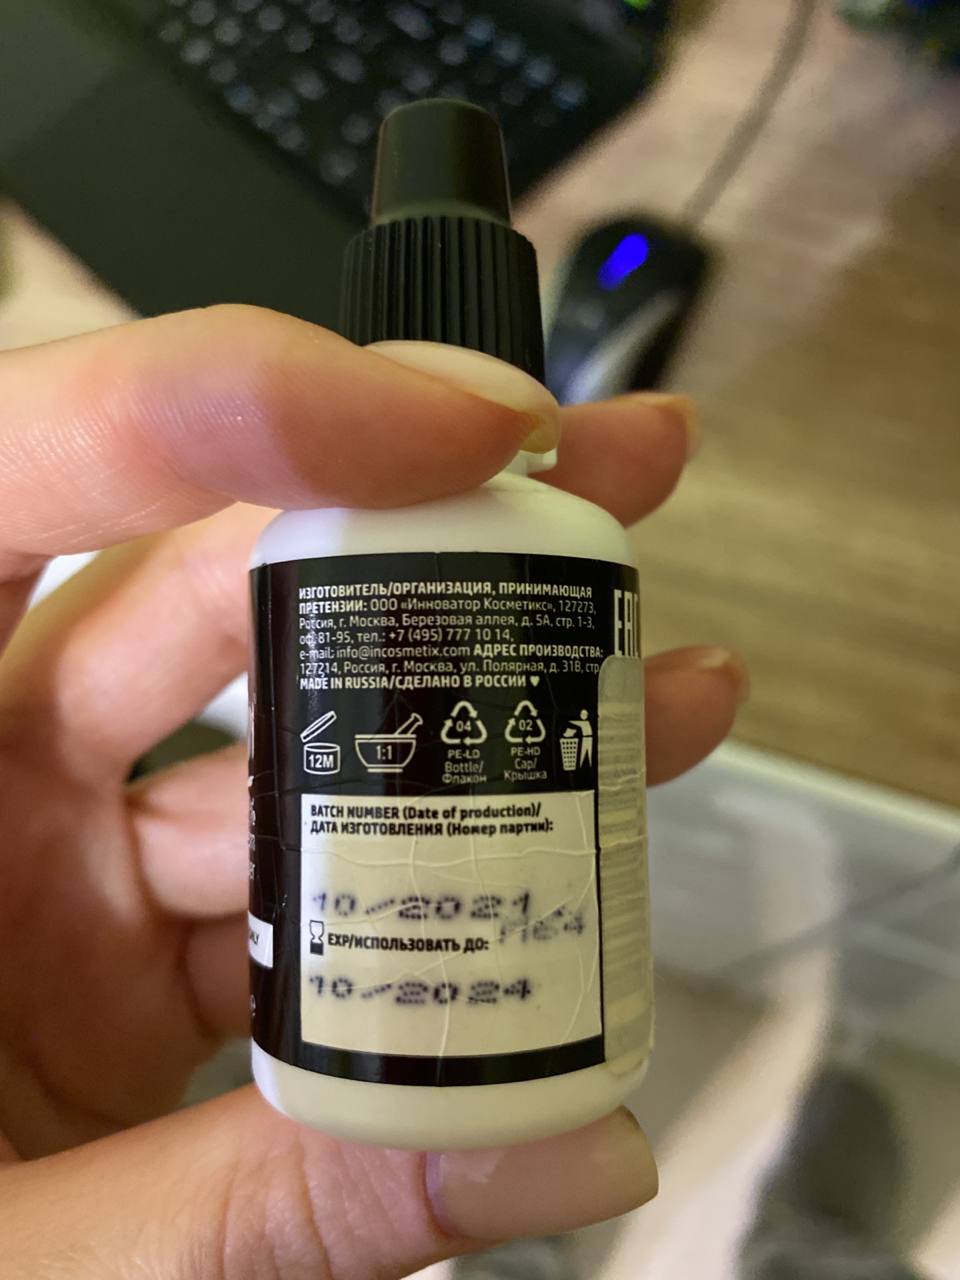 ИЗГОТОВИТЕЛЬ/ОРГАНИЗАЦИЯ, ПРИНИМАЮЩАЯ
ПРЕТЕНЗИИ: ООО «Инноватор Косметикс», 127273,
Россия, г. Москва, Березовая аллея, д. 5А, стр. 1-3,
оф. 81-95, тел.: +7 (495) 777 10 14,
e-mail: info@incosmetix.com АДРЕС ПРОИЗВОДСТВА:
127214, Россия, г. Москва, ул. Полярная, д. 31В, стр
MADE IN RUSSIA/СДЕЛАНО В РОССИИ ♥
EAC
12M
1:1
04
PE-LD
Bottle/
Флакон
02
PE-HD
Cap/
Крышка
BATCH NUMBER (Date of production)/
ДАТА ИЗГОТОВЛЕНИЯ (Номер партии):
10-2021
EXP/ИСПОЛЬЗОВАТЬ ДО:
10-2024